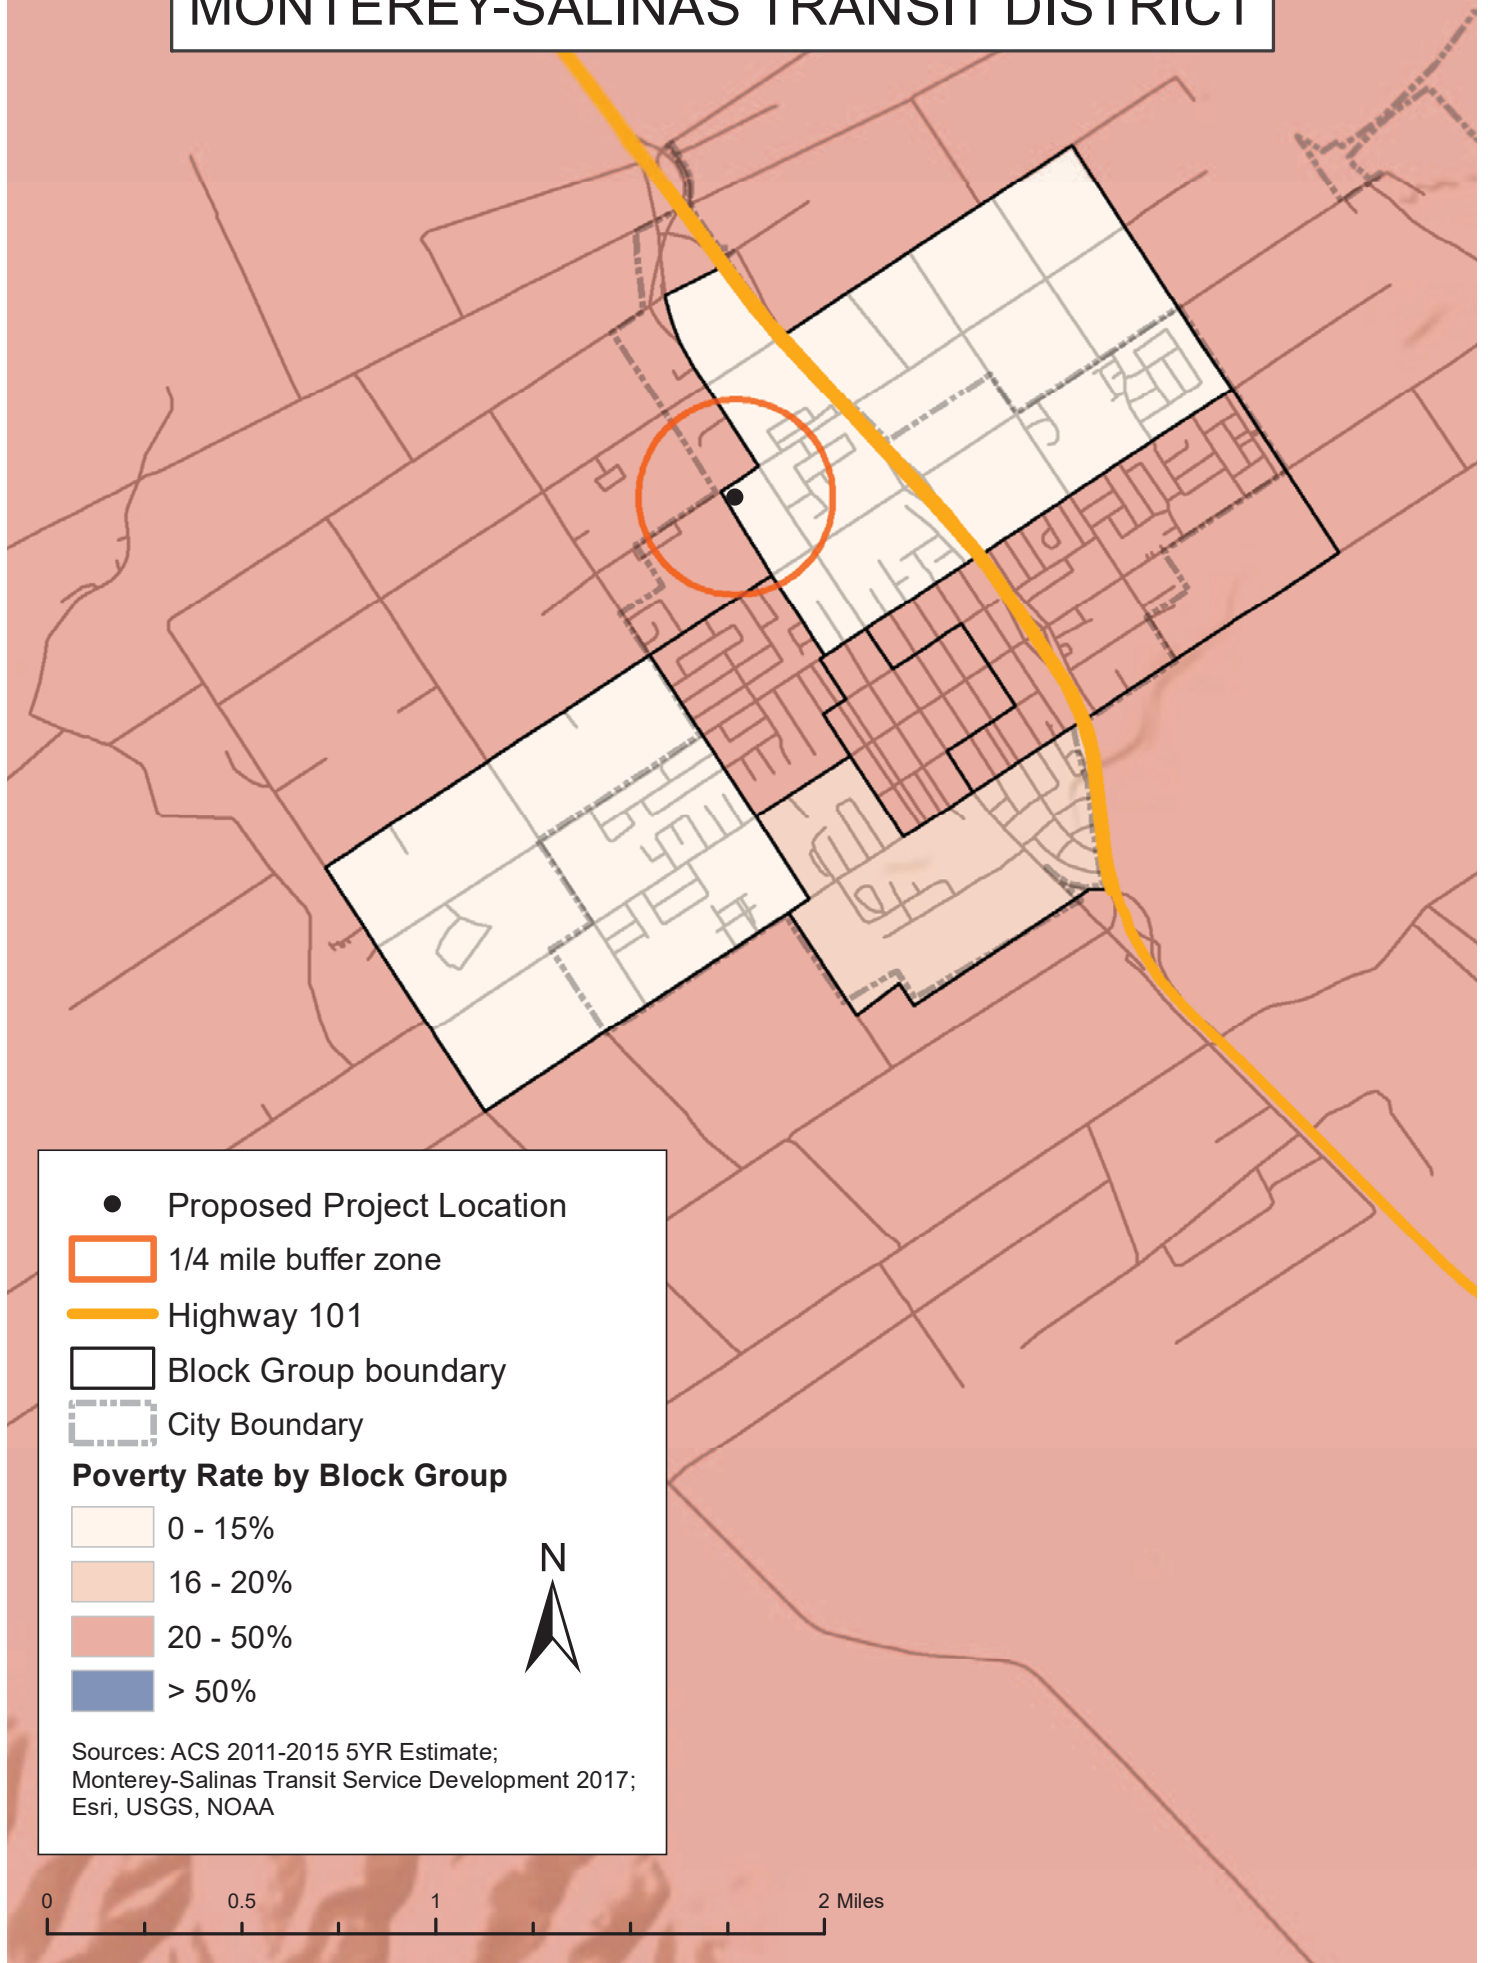 MONTEREY-SALINAS TRANSIT DISTRICT
Proposed Project Location
1/4 mile buffer zone
Highway 101
Block Group boundary
City Boundary
Poverty Rate by Block Group
0 - 15%
16 - 20%
20 - 50%
> 50%
N
Sources: ACS 2011-2015 5YR Estimate;
Monterey-Salinas Transit Service Development 2017;
Esri, USGS, NOAA
0 0.5 1 2 Miles